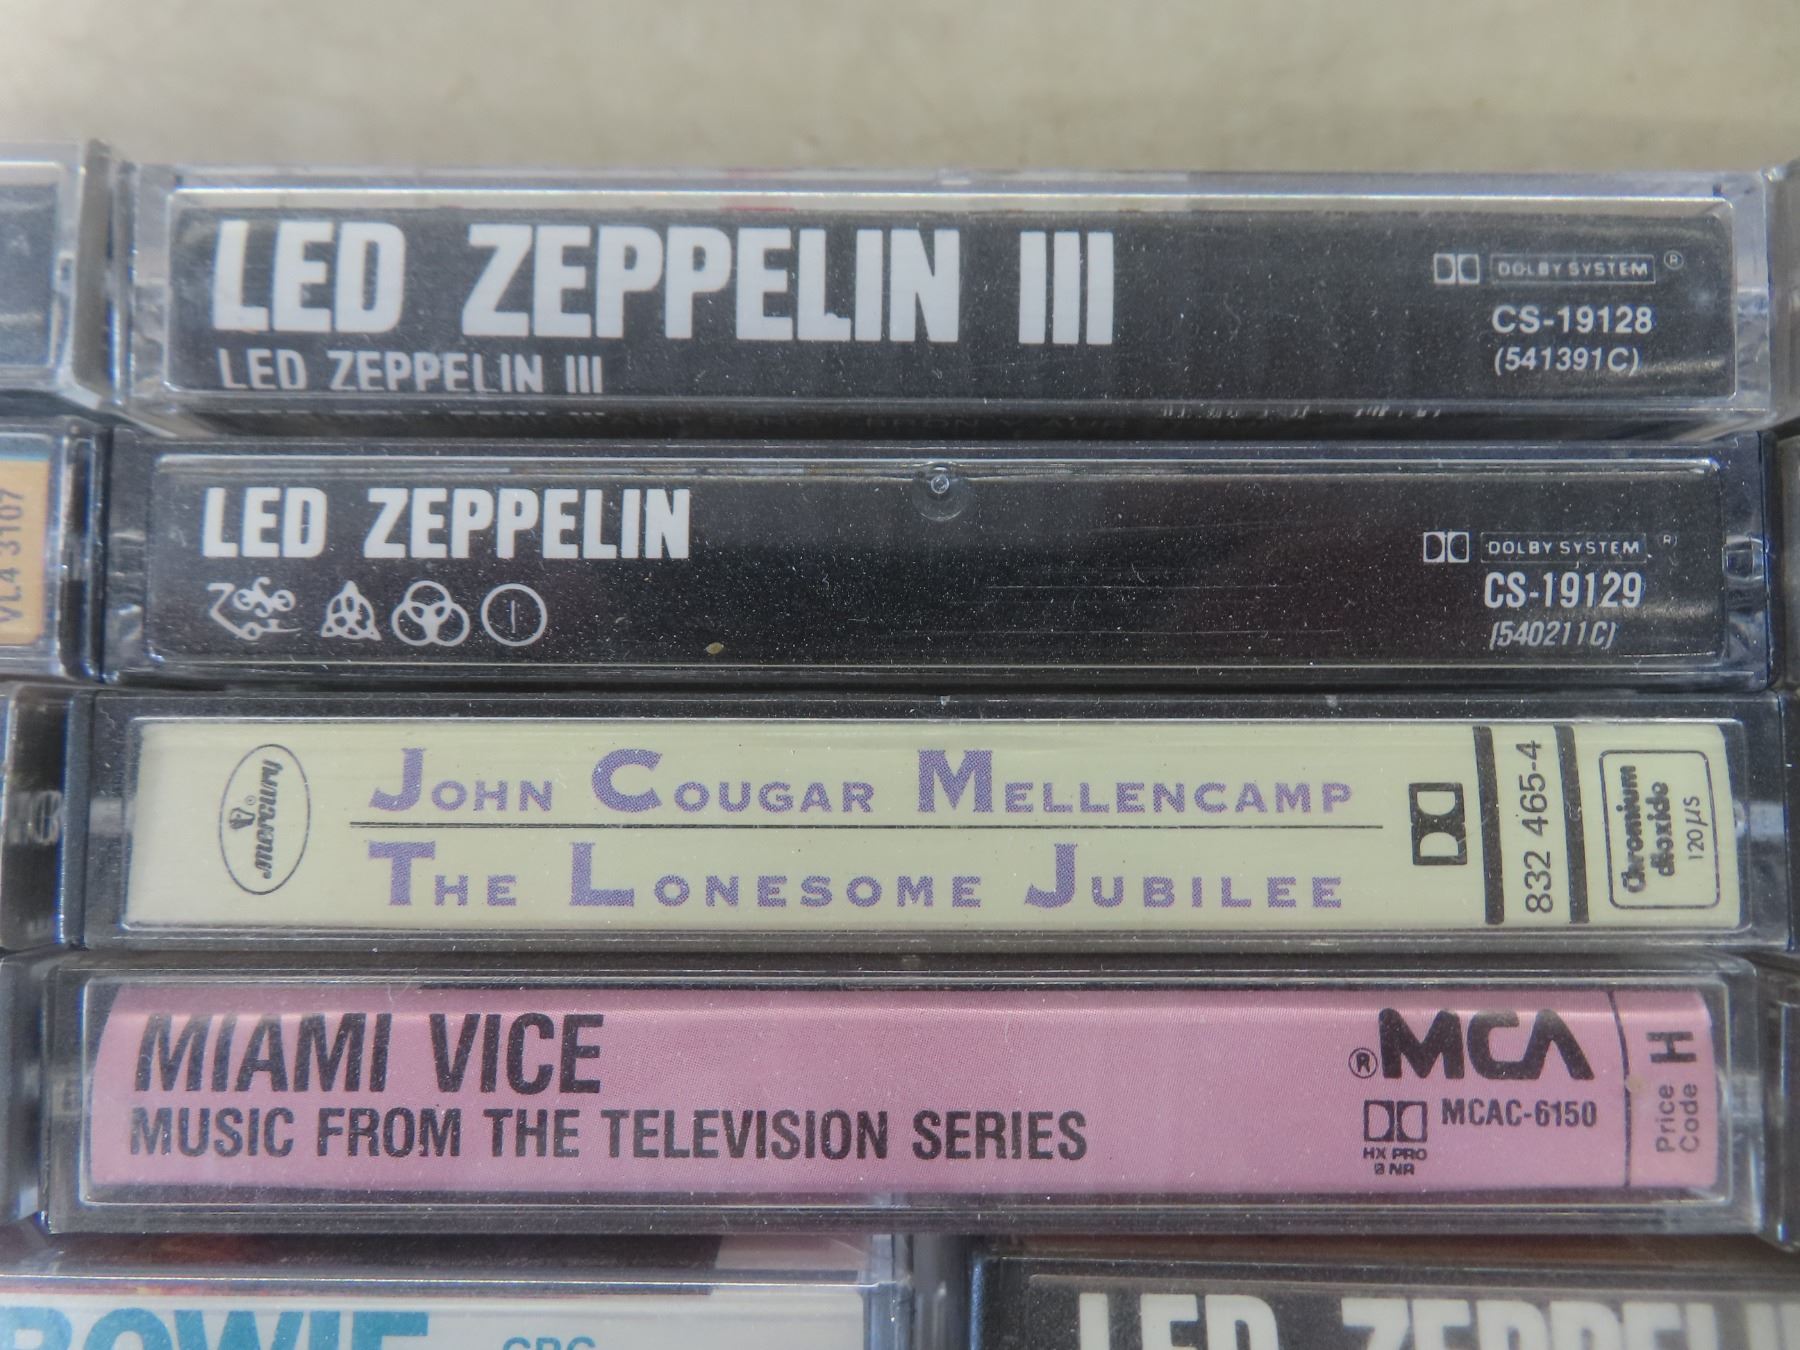 LED ZEPPELIN III
LED ZEPPELIN III
DOLBY SYSTEM ®
CS-19128
(541391C)
VL4 3107
LED ZEPPELIN
DOLBY SYSTEM ®
CS-19129
(540211C)
mercury
JOHN COUGAR MELLENCAMP
THE LONESOME JUBILEE
832 465-4
Chromium
dioxide
120 µs
MIAMI VICE
MUSIC FROM THE TELEVISION SERIES
® MCA
MCAC-6150
HX PRO
B NR
Price
Code
H
BOWIE
LED ZEPPELIN